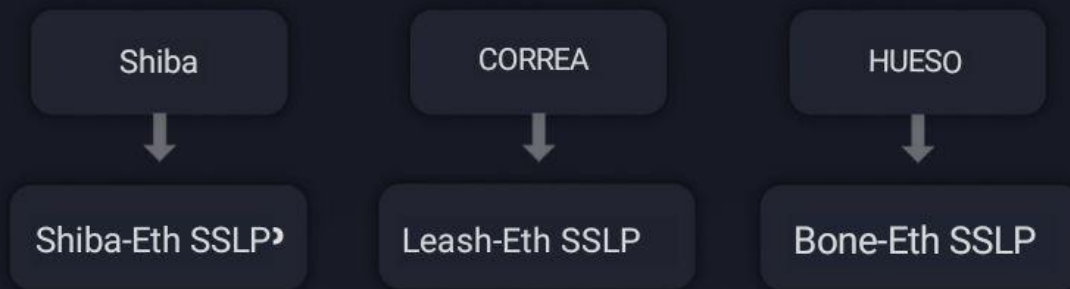 Shiba
CORREA
HUESO
Shiba-Eth SSLP’
Leash-Eth SSLP
Bone-Eth SSLP